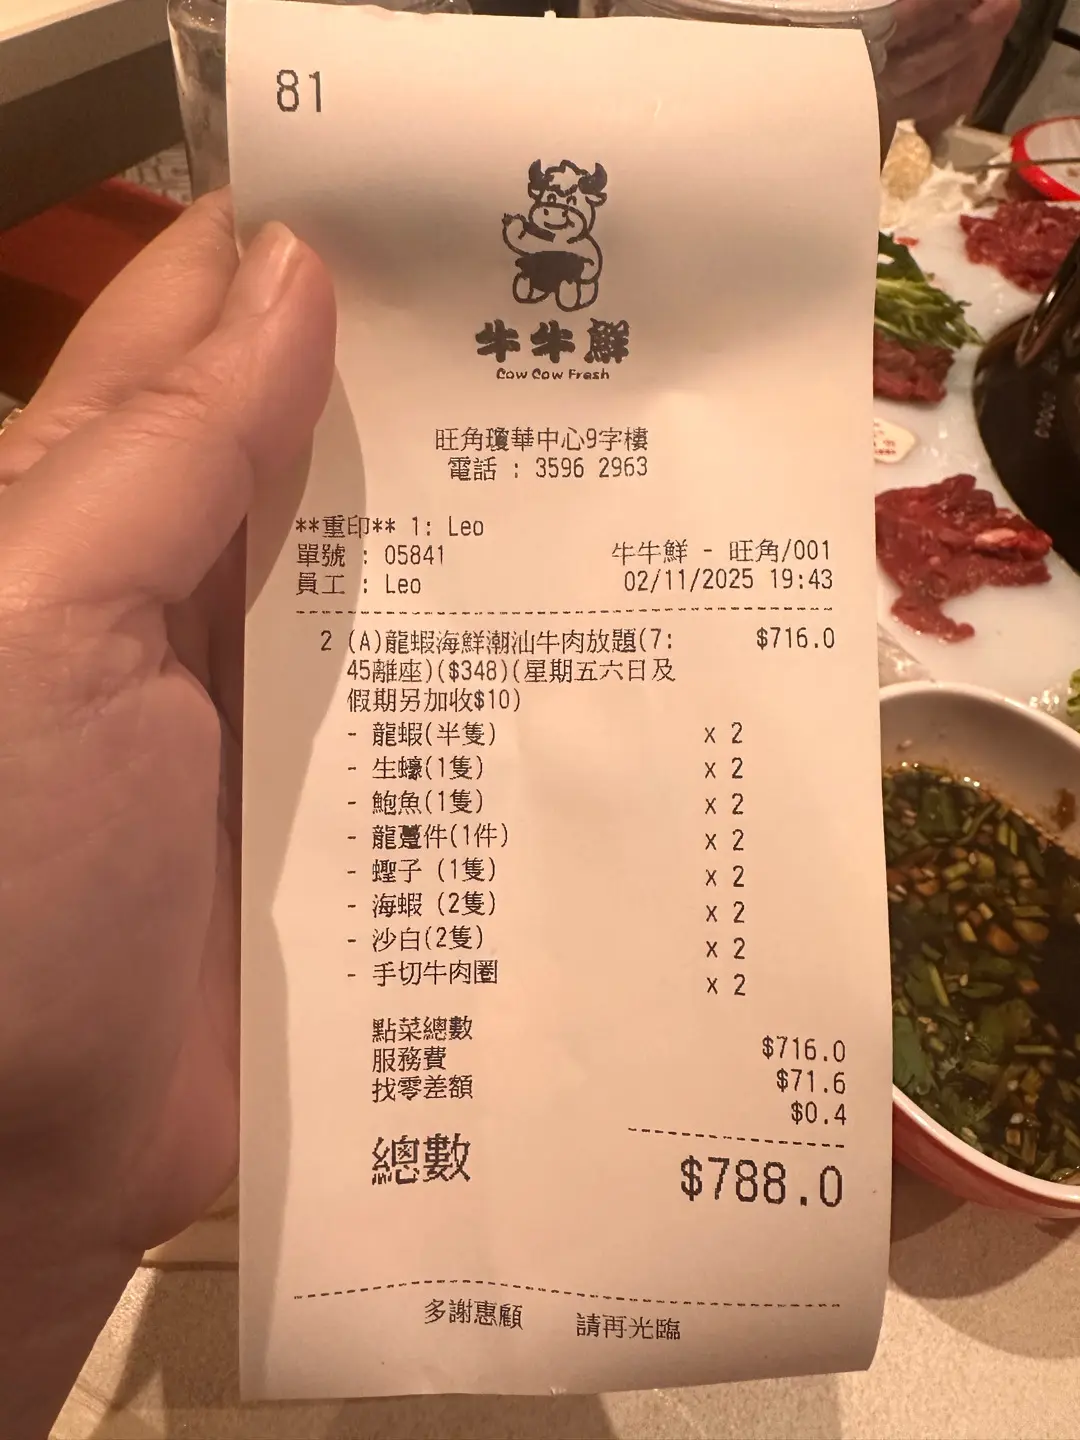 81
牛牛鮮
Cow Cow Fresh
旺角瓊華中心9字樓
電話 : 3596 2963
**重印** 1: Leo
單號 : 05841 牛牛鮮 - 旺角/001
員工 : Leo 02/11/2025 19:43
2 (A)龍蝦海鮮潮汕牛肉放題(7: $716.0
45離座)($348)(星期五六日及
假期另加收$10)
- 龍蝦(半隻) x 2
- 生蠔(1隻) x 2
- 鮑魚(1隻) x 2
- 龍躉件(1件) x 2
- 蟶子 (1隻) x 2
- 海蝦 (2隻) x 2
- 沙白(2隻) x 2
- 手切牛肉圈 x 2
點菜總數 $716.0
服務費 $71.6
找零差額 $0.4
總數 $788.0
多謝惠顧 請再光臨